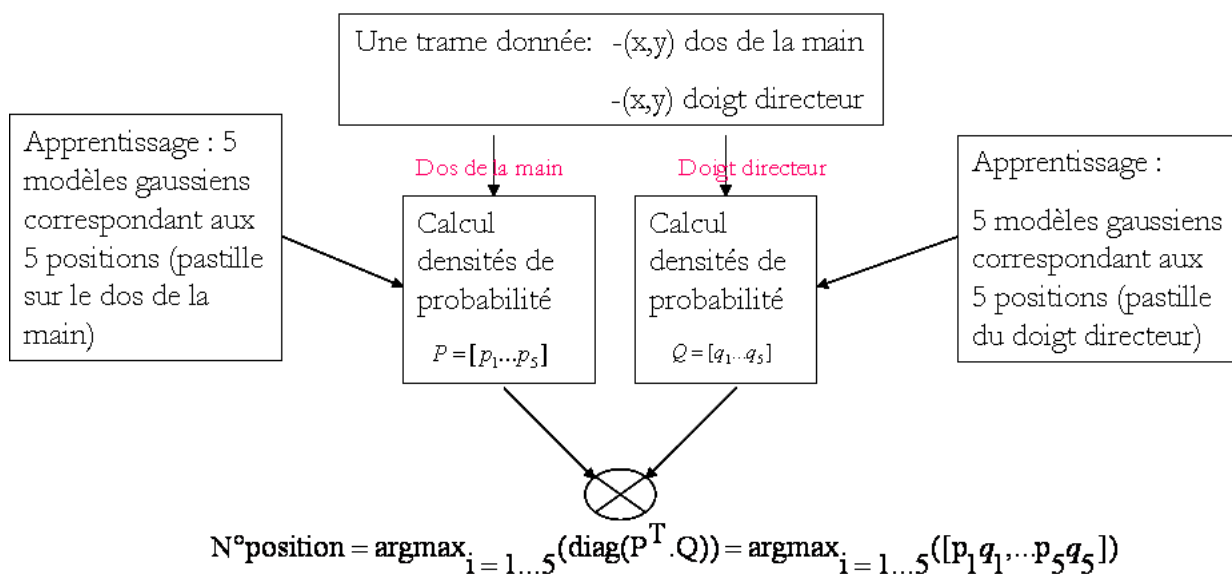 Une trame donnée: -(x,y) dos de la main
-(x,y) doigt directeur
Apprentissage : 5
modèles gaussiens
correspondant aux
5 positions (pastille
sur le dos de la
main)
Dos de la main
Doigt directeur
Calcul
densités de
probabilité
P = [p₁...p₅]
Calcul
densités de
probabilité
Q = [q₁...q₅]
Apprentissage :
5 modèles gaussiens
correspondant aux
5 positions (pastille
du doigt directeur)
N°position = argmax_{i = 1...5}(diag(P^T.Q)) = argmax_{i = 1...5}([p₁q₁,...p₅q₅])